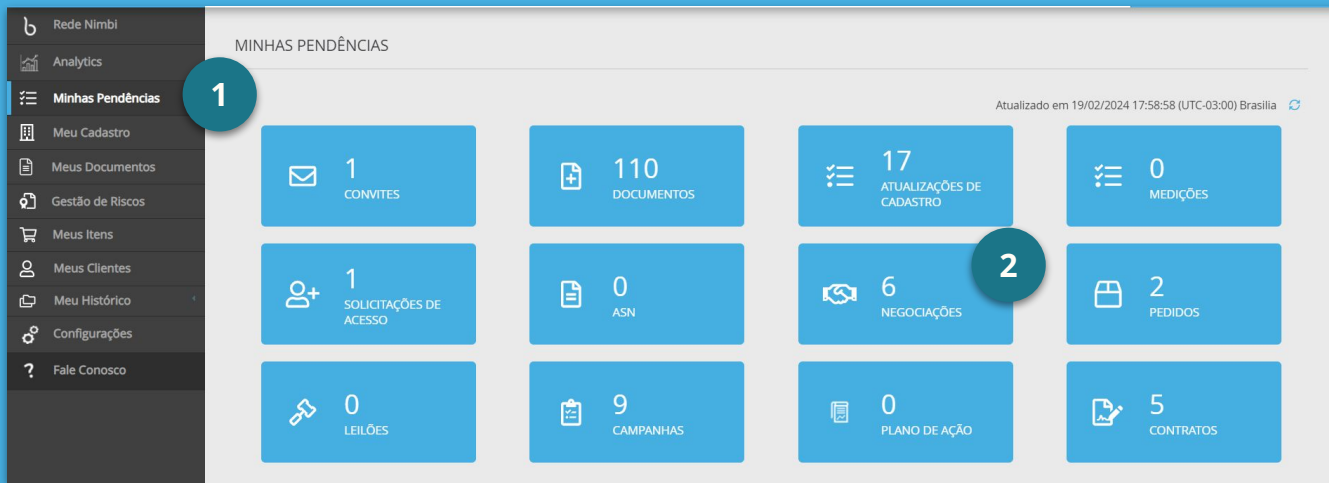 Rede Nimbi
Analytics
Minhas Pendências
Meu Cadastro
Meus Documentos
Gestão de Riscos
Meus Itens
Meus Clientes
Meu Histórico
Configurações
Fale Conosco
1
MINHAS PENDÊNCIAS
Atualizado em 19/02/2024 17:58:58 (UTC-03:00) Brasilia
1
CONVITES
110
DOCUMENTOS
17
ATUALIZAÇÕES DE
CADASTRO
0
MEDIÇÕES
1
SOLICITAÇÕES DE
ACESSO
0
ASN
6
NEGOCIAÇÕES
2
2
PEDIDOS
0
LEILÕES
9
CAMPANHAS
0
PLANO DE AÇÃO
5
CONTRATOS